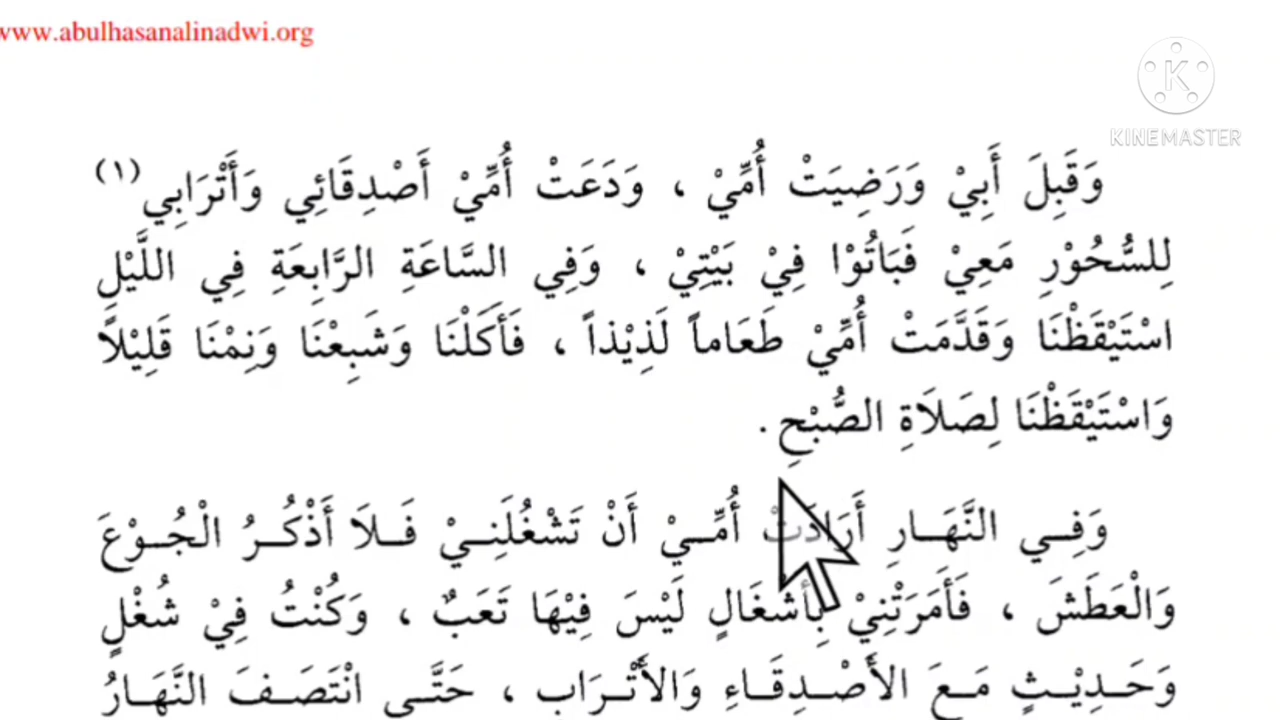 www.abulhasanalinadwi.org
KINEMASTER
وَقَبِلَ أَبِيْ وَرَضِيَتْ أُمِّيْ ، وَدَعَتْ أُمِّيْ أَصْدِقَائِي وَأَتْرَابِي (١)
لِلسُّحُوْرِ مَعِيْ فَبَاتُوْا فِيْ بَيْتِيْ ، وَفِي السَّاعَةِ الرَّابِعَةِ فِي اللَّيْلِ
اسْتَيْقَظْنَا وَقَدَّمَتْ أُمِّيْ طَعَاماً لَذِيْذاً ، فَأَكَلْنَا وَشَبِعْنَا وَنِمْنَا قَلِيْلاً
وَاسْتَيْقَظْنَا لِصَلَاةِ الصُّبْحِ .
وَفِي النَّهَارِ أَرَادَتْ أُمِّيْ أَنْ تَشْغُلَنِيْ فَلَا أَذْكُرُ الْجُوْعَ
وَالْعَطَشَ ، فَأَمَرَتْنِيْ بِأَشْغَالٍ لَيْسَ فِيْهَا تَعَبٌ ، وَكُنْتُ فِيْ شُغْلٍ
وَحَدِيْثٍ مَعَ الأَصْدِقَاءِ وَالأَتْرَابِ ، حَتَّى انْتَصَفَ النَّهَارُ